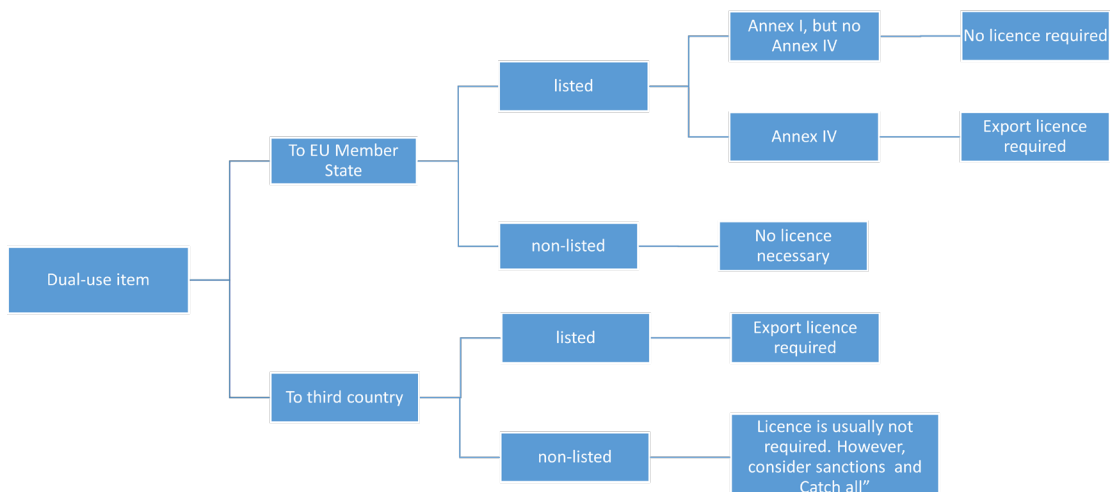 Dual-use item
To EU Member
State
listed
Annex I, but no
Annex IV
No licence required
Annex IV
Export licence
required
non-listed
No licence
necessary
To third country
listed
Export licence
required
non-listed
Licence is usually not
required. However,
consider sanctions and
Catch all”